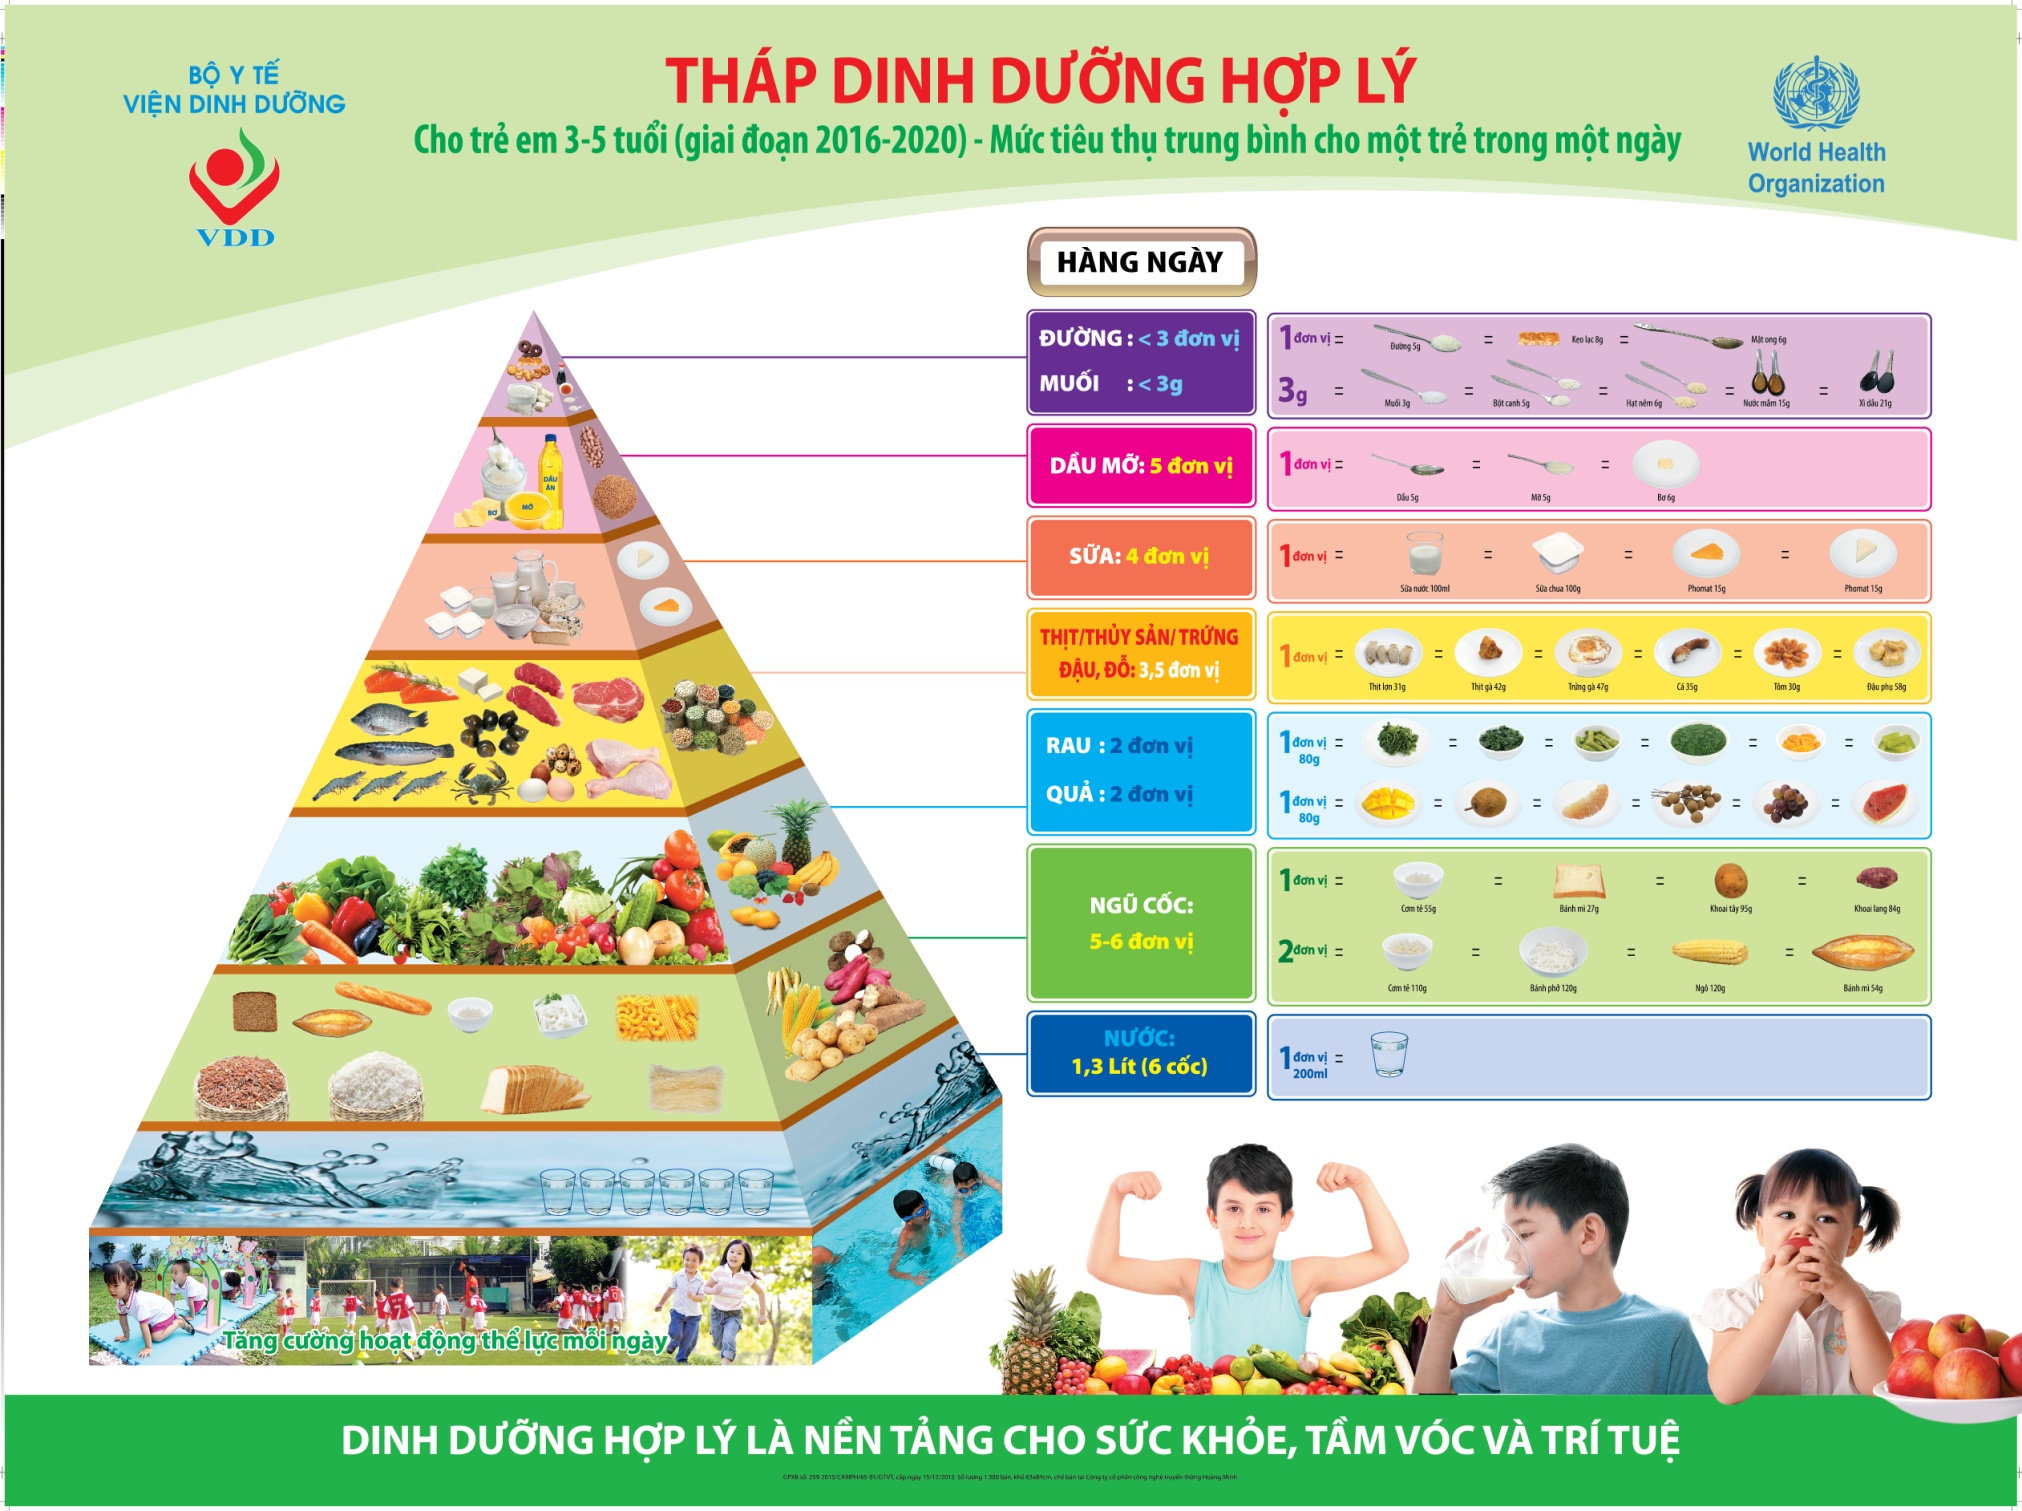 BỘ Y TẾ
VIỆN DINH DƯỠNG
VDD
THÁP DINH DƯỠNG HỢP LÝ
Cho trẻ em 3-5 tuổi (giai đoạn 2016-2020) - Mức tiêu thụ trung bình cho một trẻ trong một ngày
World Health
Organization
HÀNG NGÀY
ĐƯỜNG : < 3 đơn vị
MUỐI : < 3g
1 đơn vị = Đường 5g = Kẹo lạc 8g = Mật ong 6g
3g = Muối 3g = Bột canh 5g = Hạt nêm 6g = Nước mắm 15g = Xì dầu 21g
DẦU ĂN
BƠ
MỠ
DẦU MỠ: 5 đơn vị
1 đơn vị = Dầu 5g = Mỡ 5g = Bơ 6g
SỮA: 4 đơn vị
1 đơn vị = Sữa nước 100ml = Sữa chua 100g = Phomat 15g = Phomat 15g
THỊT/THỦY SẢN/ TRỨNG
ĐẬU, ĐỖ: 3,5 đơn vị
1 đơn vị = Thịt lợn 31g = Thịt gà 42g = Trứng gà 47g = Cá 35g = Tôm 30g = Đậu phụ 58g
RAU : 2 đơn vị
QUẢ : 2 đơn vị
1 đơn vị = = = = = =
80g
1 đơn vị = = = = = =
80g
NGŨ CỐC:
5-6 đơn vị
1 đơn vị = Cơm tẻ 55g = Bánh mì 27g = Khoai tây 95g = Khoai lang 84g
2 đơn vị = Cơm tẻ 110g = Bánh phở 120g = Ngô 120g = Bánh mì 54g
NƯỚC:
1,3 Lít (6 cốc)
1 đơn vị =
200ml
Tăng cường hoạt động thể lực mỗi ngày
DINH DƯỠNG HỢP LÝ LÀ NỀN TẢNG CHO SỨC KHỎE, TẦM VÓC VÀ TRÍ TUỆ